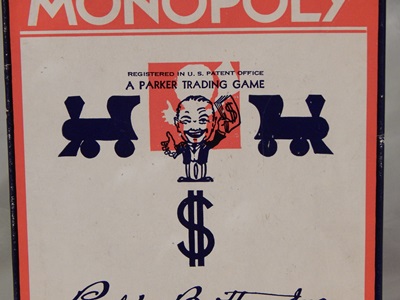 MONOPOLY
REGISTERED IN U. S. PATENT OFFICE
A PARKER TRADING GAME
$
$